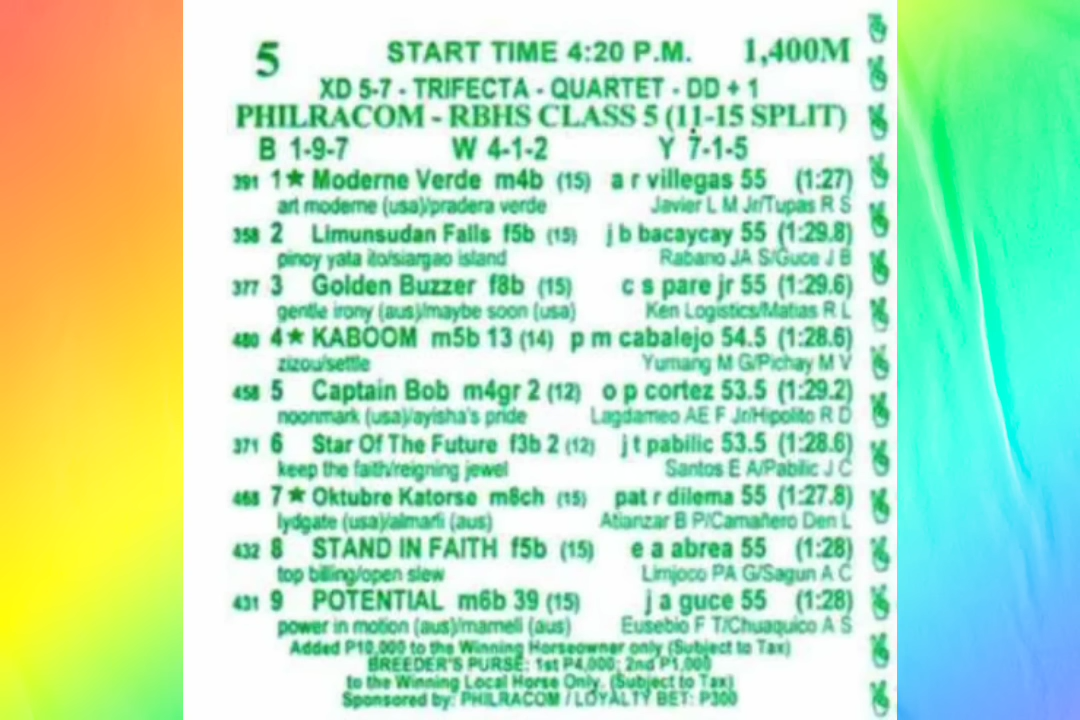 5 START TIME 4:20 P.M. 1,400M
XD 5-7 - TRIFECTA - QUARTET - DD + 1
PHILRACOM - RBHS CLASS 5 (11-15 SPLIT)
B 1-9-7 W 4-1-2 Y 7-1-5
391 1★ Moderne Verde m4b (15) a r villegas 55 (1:27)
art moderne (usa)/pradera verde Javier L M Jr/Tupas R S
358 2 Limunsudan Falls f5b (15) j b bacaycay 55 (1:29.8)
pinoy yata ito/siargao island Rabano JA S/Guce J B
377 3 Golden Buzzer f8b (15) c s pare jr 55 (1:29.6)
gentle irony (aus)/maybe soon (usa) Ken Logistics/Matias R L
480 4★ KABOOM m5b 13 (14) p m cabalejo 54.5 (1:28.6)
zizou/settle Yumang M G/Pichay M V
458 5 Captain Bob m4gr 2 (12) o p cortez 53.5 (1:29.2)
noonmark (usa)/ayisha's pride Lagdameo AE F Jr/Hipolito R D
371 6 Star Of The Future f3b 2 (12) j t pabilic 53.5 (1:28.6)
keep the faith/reigning jewel Santos E A/Pabilic J C
468 7★ Oktubre Katorse m8ch (15) pat r dilema 55 (1:27.8)
lydgate (usa)/almarli (aus) Atianzar B P/Camañero Den L
432 8 STAND IN FAITH f5b (15) e a abrea 55 (1:28)
top billing/open slew Limjoco PA G/Sagun A C
431 9 POTENTIAL m6b 39 (15) j a guce 55 (1:28)
power in motion (aus)/mameli (aus) Eusebio F T/Chuaquico A S
Added P10,000 to the Winning Horseowner only (Subject to Tax)
BREEDER'S PURSE: 1st P4,000; 2nd P1,000
to the Winning Local Horse Only. (Subject to Tax)
Sponsored by: PHILRACOM / LOYALTY BET: P300